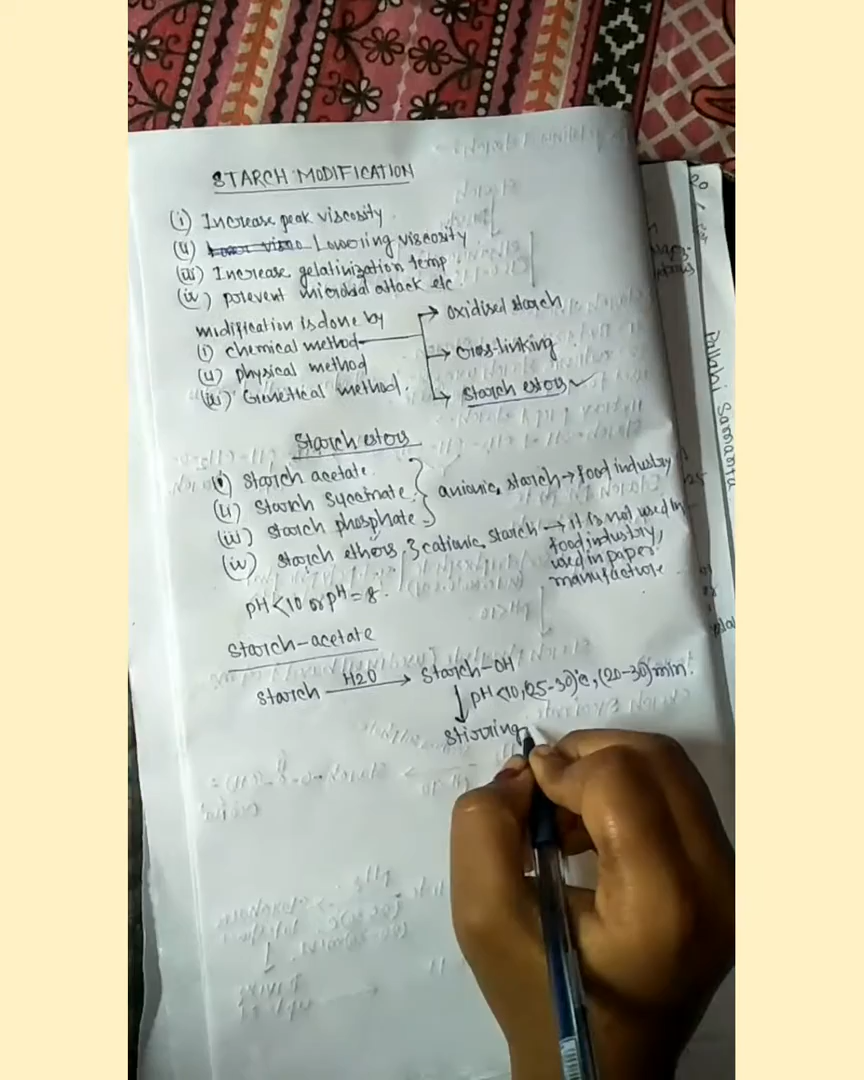 STARCH MODIFICATION
(i) Increase peak viscosity.
(ii) Lowering viscosity
(iii) Increase gelatinization temp
(iv) prevent microbial attack etc.
modification is done by
(i) chemical method → oxidised starch
→ cross-linking
(ii) physical method
(iii) Genetical method. → starch esters ✓
Starch esters
(i) starch acetate.
(ii) starch succinate. } anionic starch → food industry
(iii) starch phosphate
(iv) starch ethers } cationic starch → it is not used in
food industry,
used in paper
manufacture
pH < 10 or pH = 8.
Starch-acetate
starch H2O → starch-OH
↓ pH < 10, (25-30)°c, (20-30) min.
stirring
Pallabi Samanta